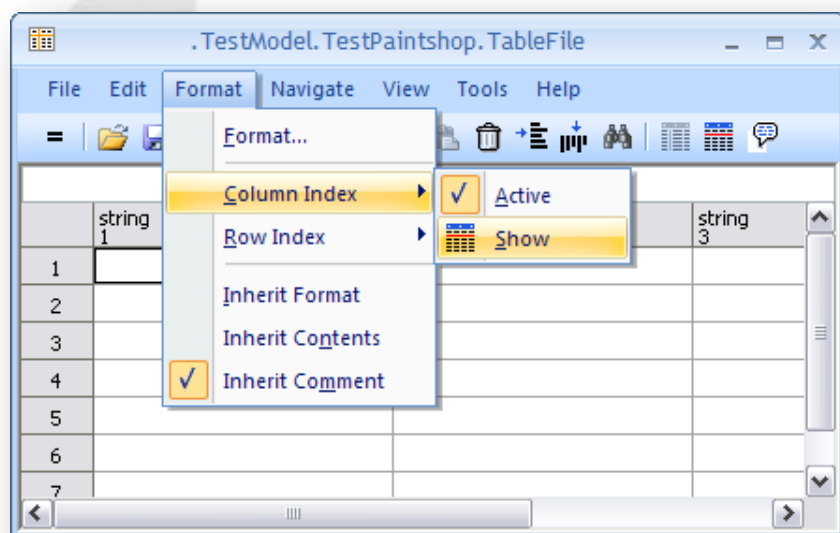 .TestModel.TestPaintshop.TableFile
File Edit Format Navigate View Tools Help
=
Format...
Column Index
Active
string
1
string
3
Row Index
Show
1
2
Inherit Format
3
Inherit Contents
4
Inherit Comment
5
6
7